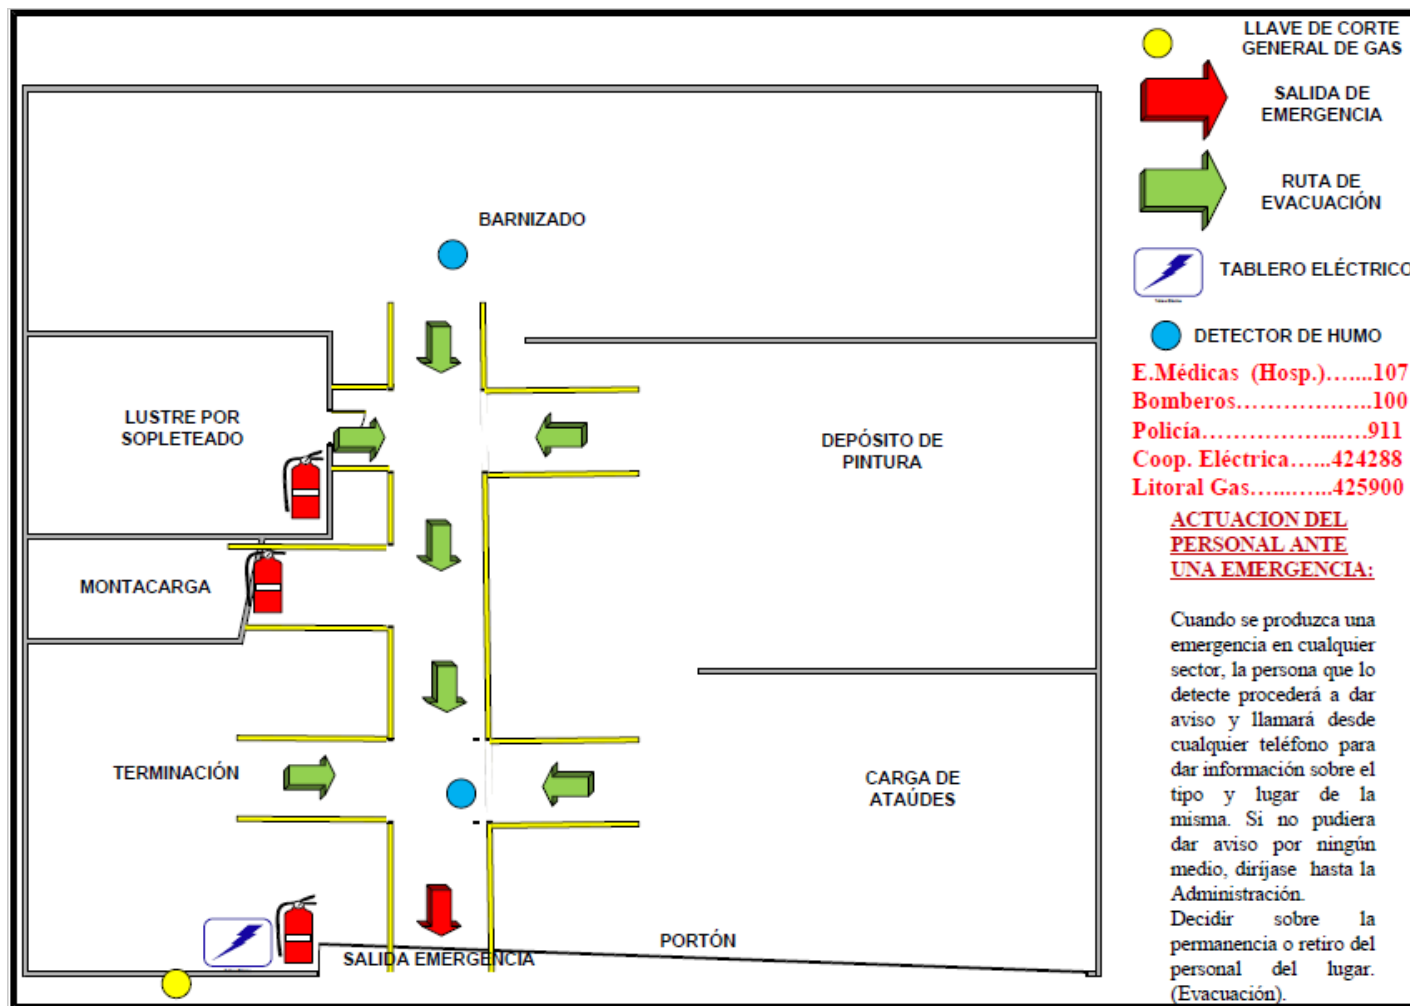 LLAVE DE CORTE
GENERAL DE GAS
SALIDA DE
EMERGENCIA
RUTA DE
EVACUACIÓN
TABLERO ELÉCTRICO
DETECTOR DE HUMO
E.Médicas (Hosp.).......107
Bomberos…………….…..100
Policía……………...….911
Coop. Eléctrica…...424288
Litoral Gas…...…...425900
ACTUACION DEL
PERSONAL ANTE
UNA EMERGENCIA:
Cuando se produzca una
emergencia en cualquier
sector, la persona que lo
detecte procederá a dar
aviso y llamará desde
cualquier teléfono para
dar información sobre el
tipo y lugar de la
misma. Si no pudiera
dar aviso por ningún
medio, diríjase hasta la
Administración.
Decidir sobre la
permanencia o retiro del
personal del lugar.
(Evacuación).
BARNIZADO
LUSTRE POR
SOPLETEADO
DEPÓSITO DE
PINTURA
MONTACARGA
TERMINACIÓN
CARGA DE
ATAÚDES
PORTÓN
SALIDA EMERGENCIA